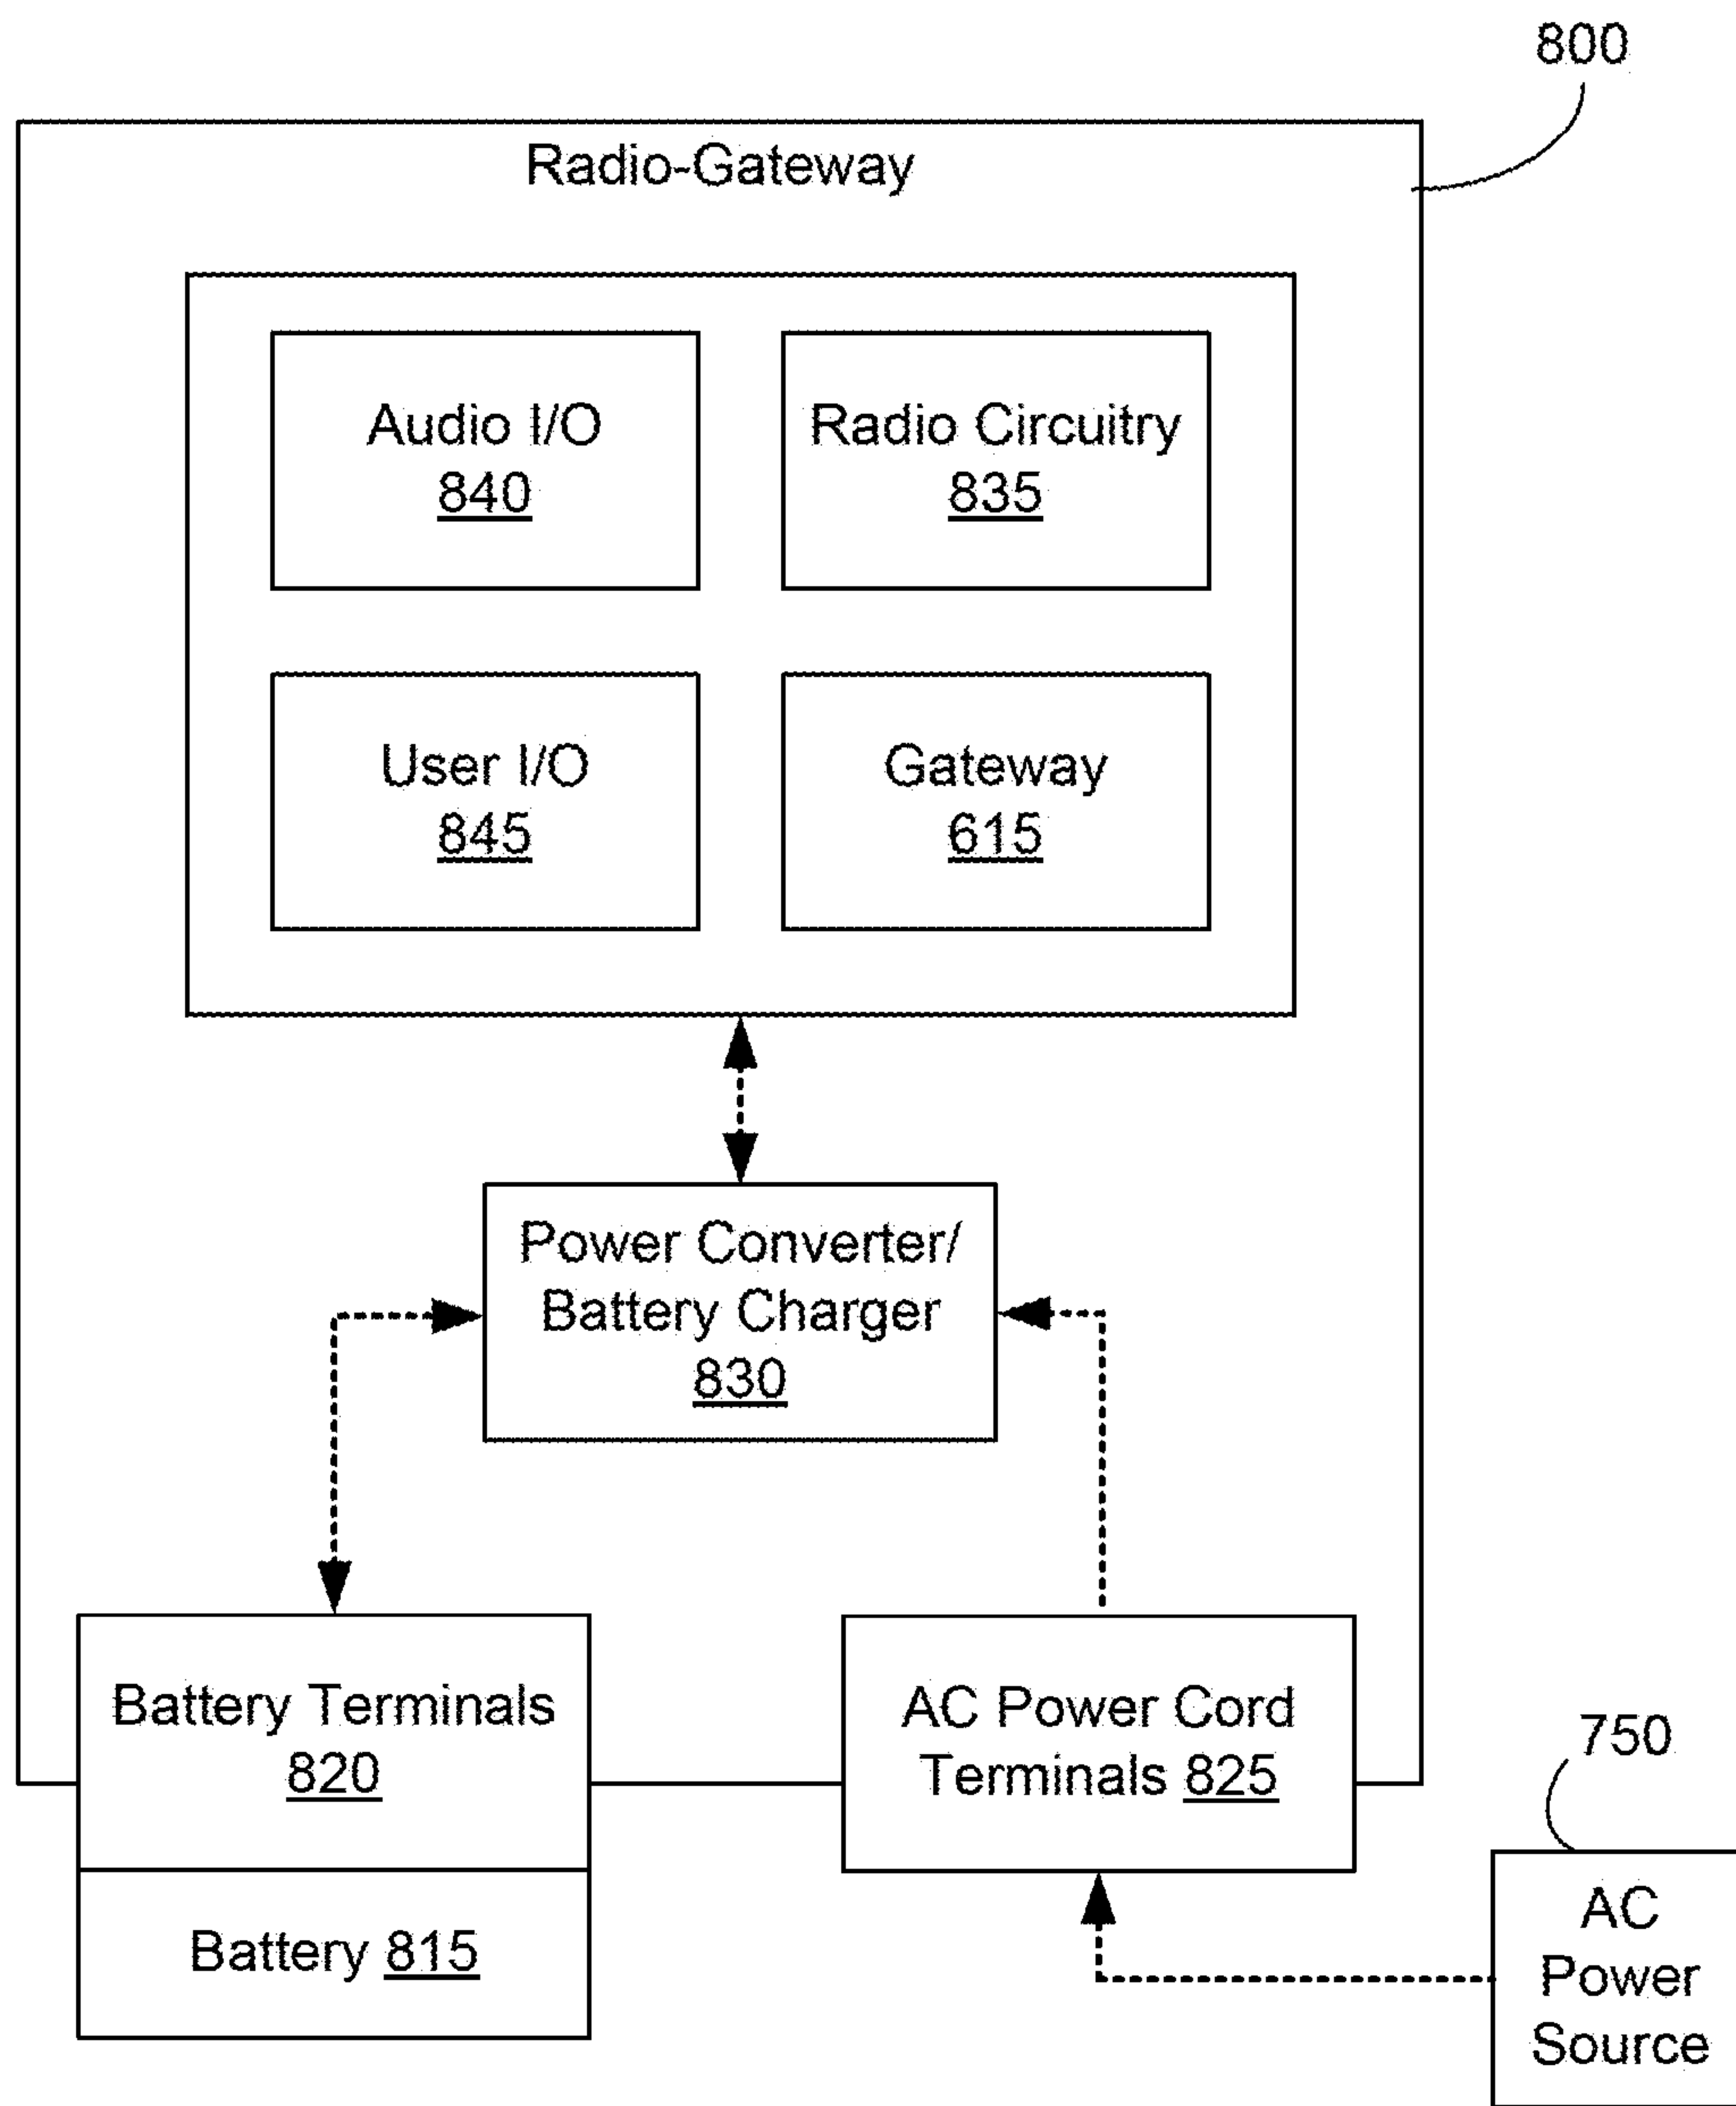 800
Radio-Gateway
Audio I/O
840
Radio Circuitry
835
User I/O
845
Gateway
615
Power Converter/
Battery Charger
830
Battery Terminals
820
AC Power Cord
Terminals 825
Battery 815
750
AC
Power
Source